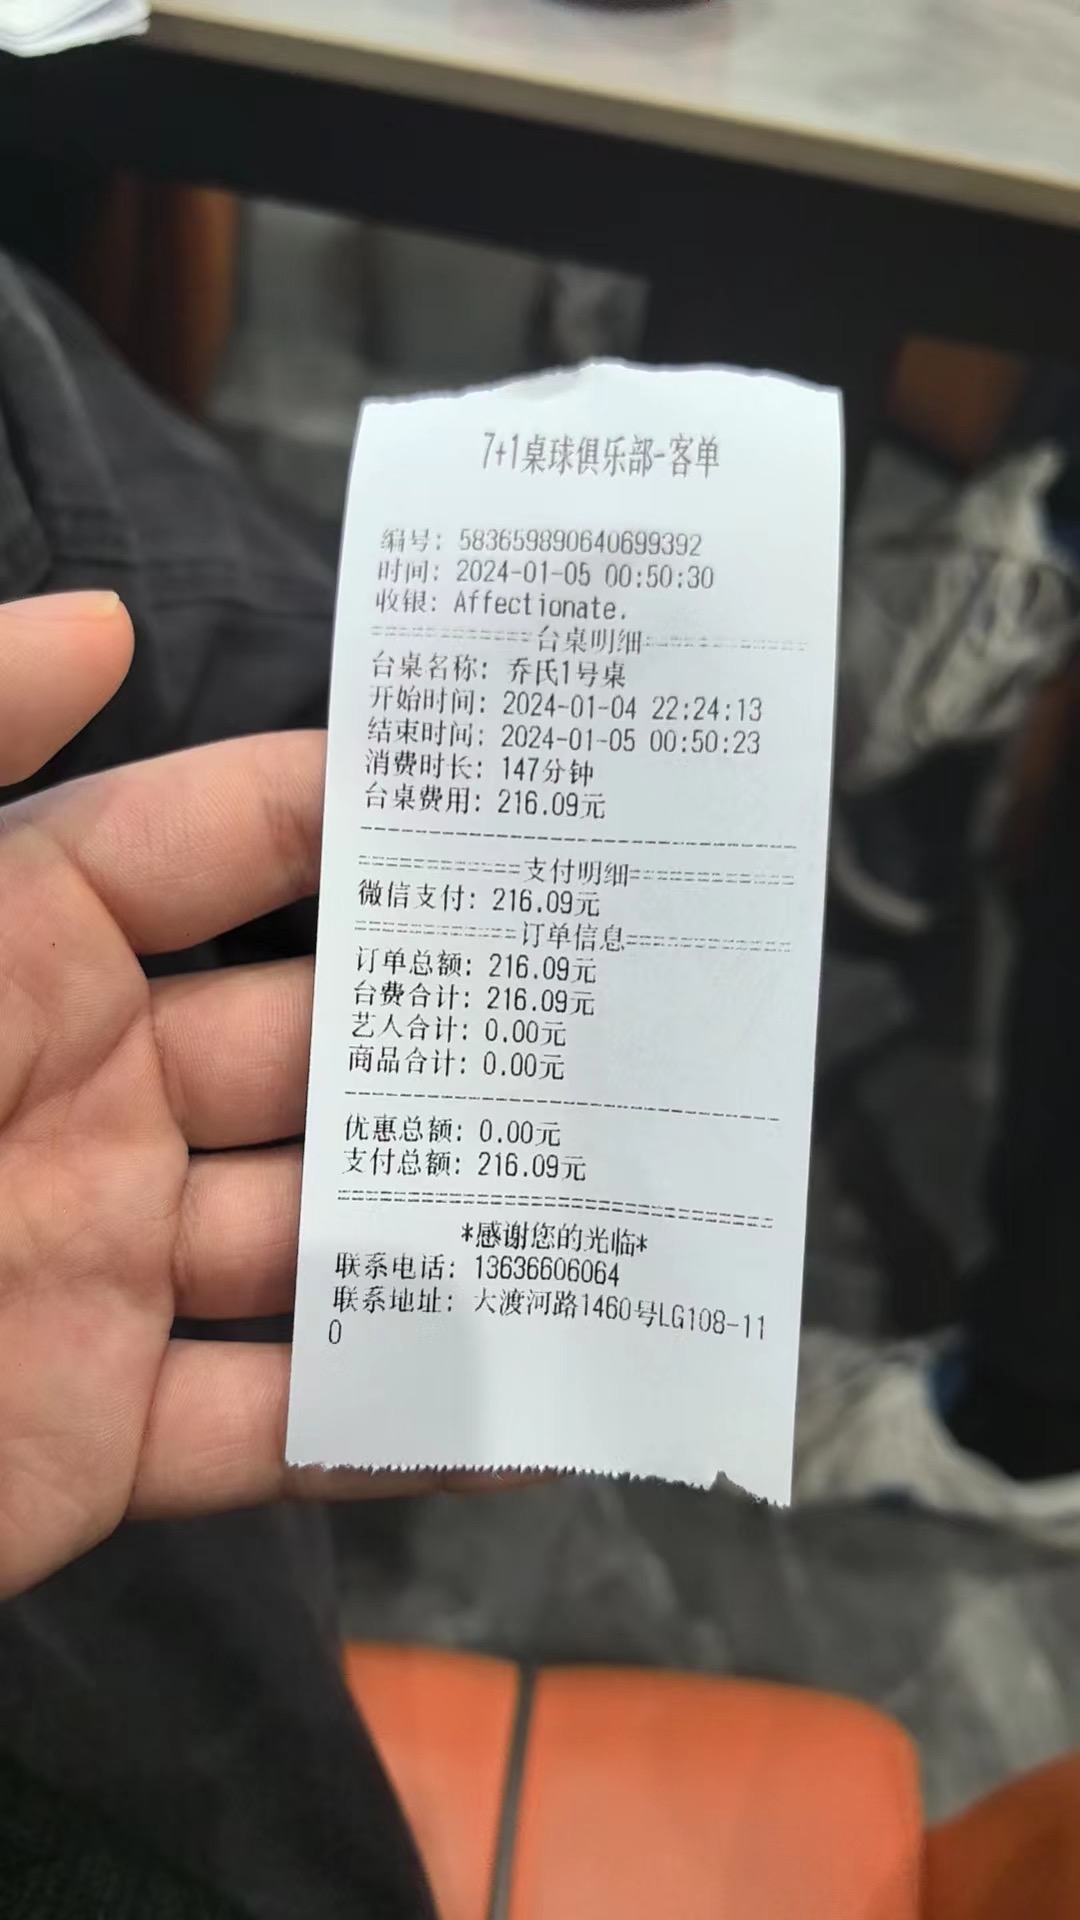 7+1桌球俱乐部-客单
编号: 583659890640699392
时间: 2024-01-05 00:50:30
收银: Affectionate.
===========台桌明细===========
台桌名称: 乔氏1号桌
开始时间: 2024-01-04 22:24:13
结束时间: 2024-01-05 00:50:23
消费时长: 147分钟
台桌费用: 216.09元
--------------------------------
===========支付明细===========
微信支付: 216.09元
===========订单信息===========
订单总额: 216.09元
台费合计: 216.09元
艺人合计: 0.00元
商品合计: 0.00元
--------------------------------
优惠总额: 0.00元
支付总额: 216.09元
================================
*感谢您的光临*
联系电话: 13636606064
联系地址: 大渡河路1460号LG108-11
0